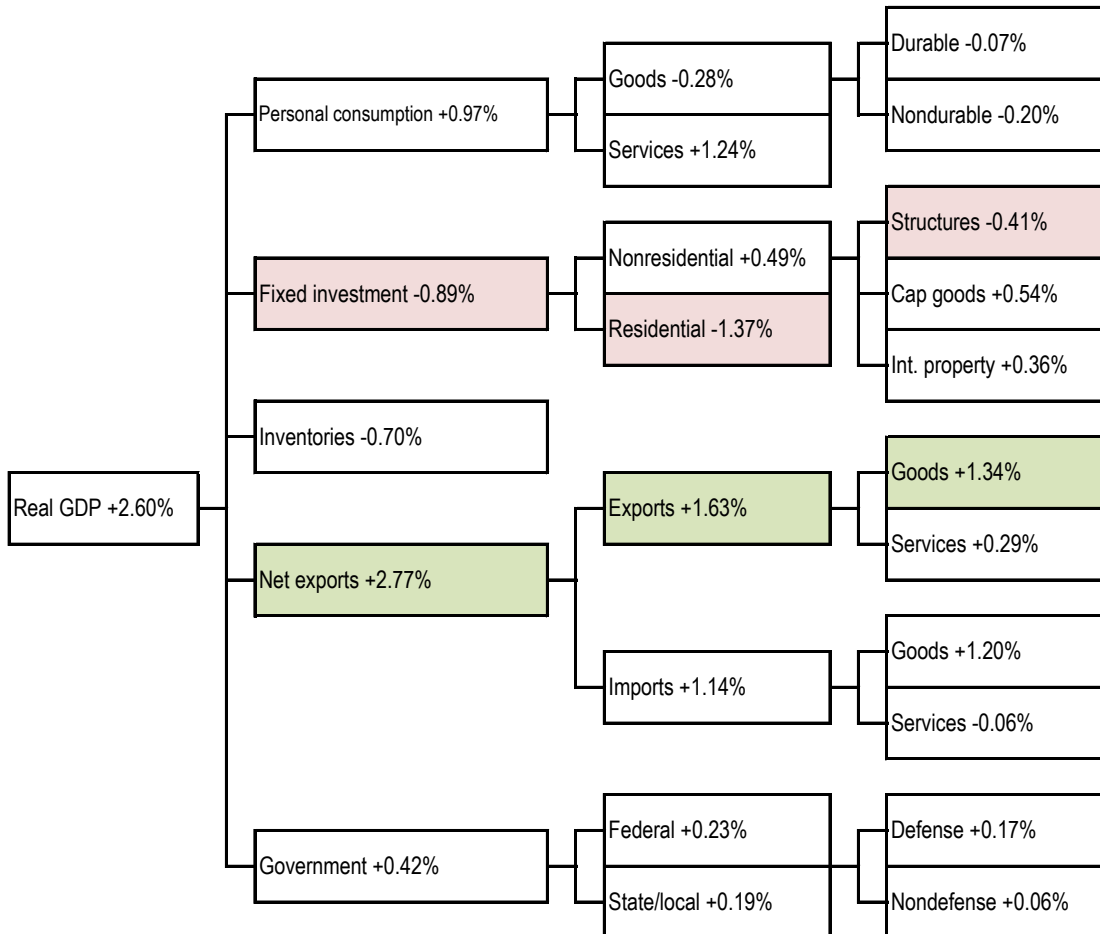 Real GDP +2.60%
Personal consumption +0.97%
Goods -0.28%
Durable -0.07%
Nondurable -0.20%
Services +1.24%
Fixed investment -0.89%
Nonresidential +0.49%
Structures -0.41%
Cap goods +0.54%
Int. property +0.36%
Residential -1.37%
Inventories -0.70%
Net exports +2.77%
Exports +1.63%
Goods +1.34%
Services +0.29%
Imports +1.14%
Goods +1.20%
Services -0.06%
Government +0.42%
Federal +0.23%
Defense +0.17%
Nondefense +0.06%
State/local +0.19%